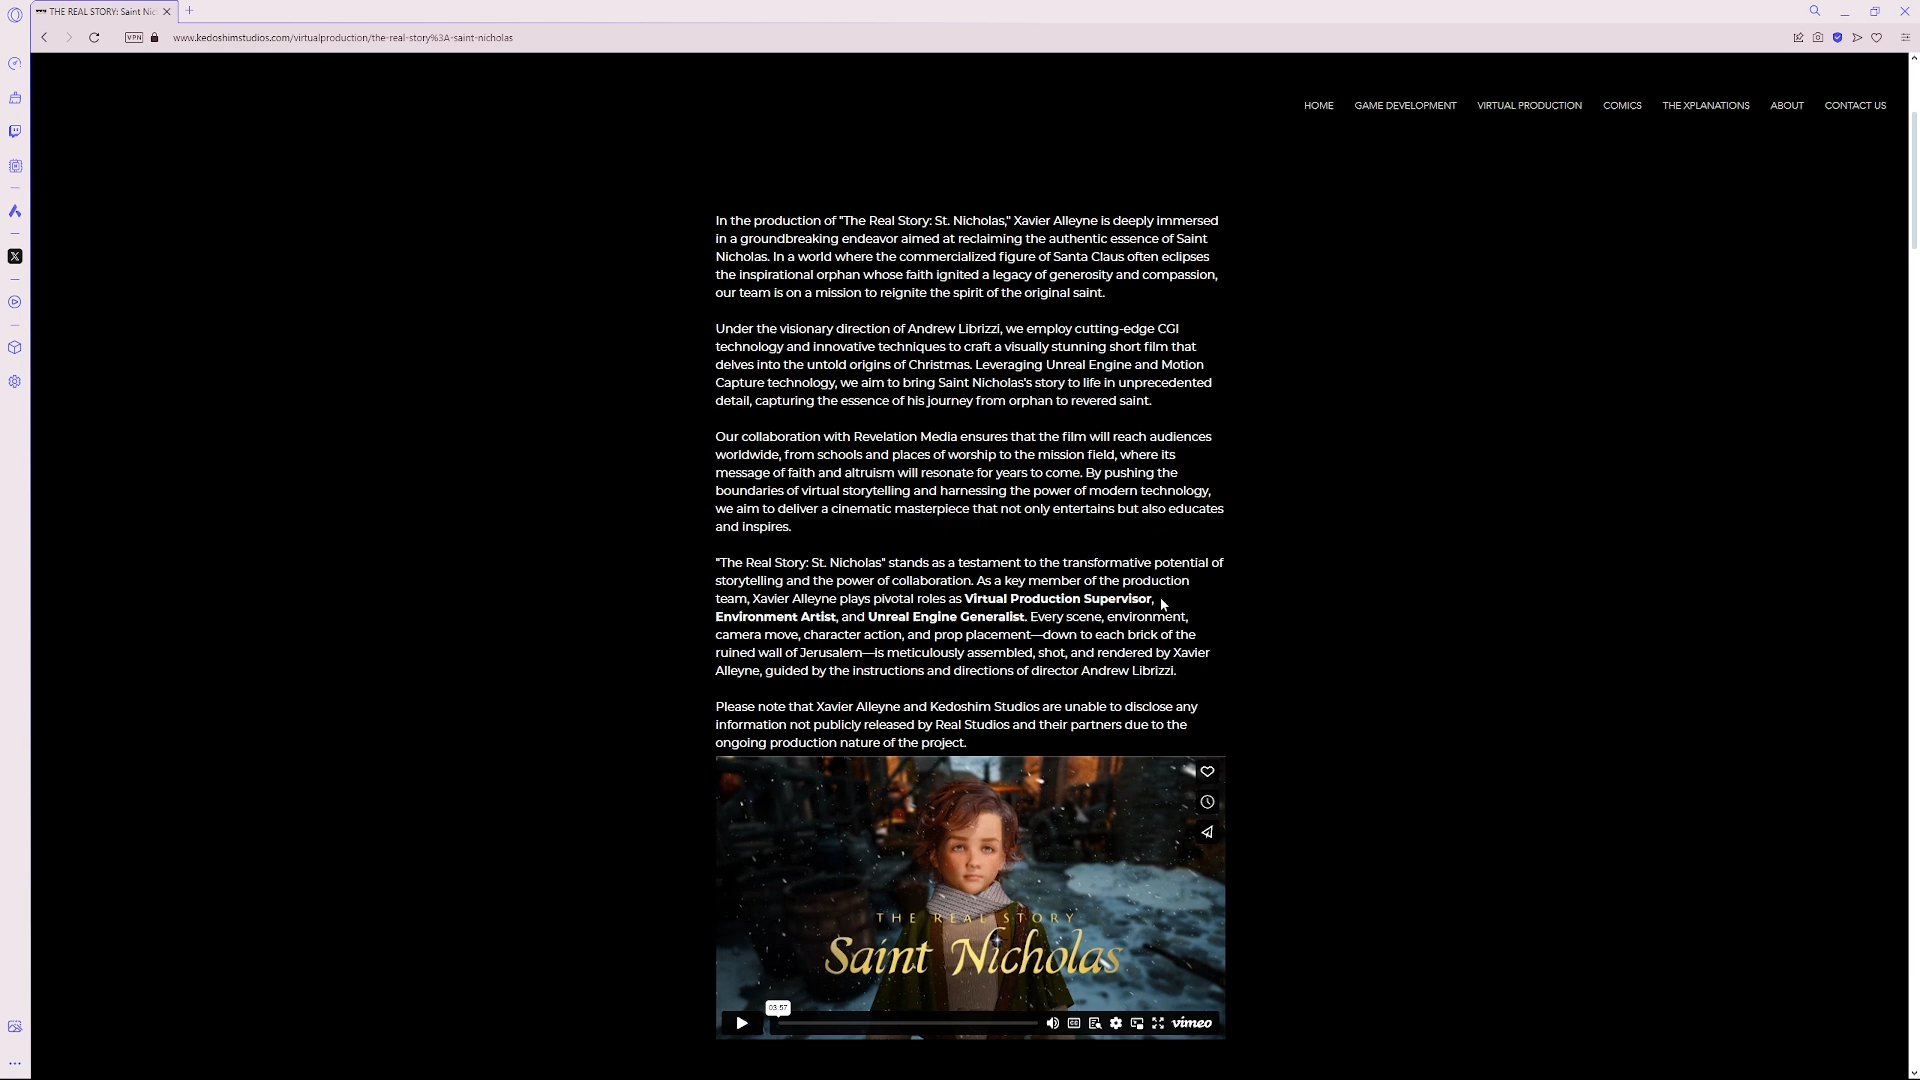 THE REAL STORY: Saint Nic
VPN
www.kedoshimstudios.com/virtualproduction/the-real-story%3A-saint-nicholas
HOME GAME DEVELOPMENT VIRTUAL PRODUCTION COMICS THE XPLANATIONS ABOUT CONTACT US
In the production of "The Real Story: St. Nicholas," Xavier Alleyne is deeply immersed
in a groundbreaking endeavor aimed at reclaiming the authentic essence of Saint
Nicholas. In a world where the commercialized figure of Santa Claus often eclipses
the inspirational orphan whose faith ignited a legacy of generosity and compassion,
our team is on a mission to reignite the spirit of the original saint.
Under the visionary direction of Andrew Librizzi, we employ cutting-edge CGI
technology and innovative techniques to craft a visually stunning short film that
delves into the untold origins of Christmas. Leveraging Unreal Engine and Motion
Capture technology, we aim to bring Saint Nicholas's story to life in unprecedented
detail, capturing the essence of his journey from orphan to revered saint.
Our collaboration with Revelation Media ensures that the film will reach audiences
worldwide, from schools and places of worship to the mission field, where its
message of faith and altruism will resonate for years to come. By pushing the
boundaries of virtual storytelling and harnessing the power of modern technology,
we aim to deliver a cinematic masterpiece that not only entertains but also educates
and inspires.
"The Real Story: St. Nicholas" stands as a testament to the transformative potential of
storytelling and the power of collaboration. As a key member of the production
team, Xavier Alleyne plays pivotal roles as Virtual Production Supervisor,
Environment Artist, and Unreal Engine Generalist. Every scene, environment,
camera move, character action, and prop placement—down to each brick of the
ruined wall of Jerusalem—is meticulously assembled, shot, and rendered by Xavier
Alleyne, guided by the instructions and directions of director Andrew Librizzi.
Please note that Xavier Alleyne and Kedoshim Studios are unable to disclose any
information not publicly released by Real Studios and their partners due to the
ongoing production nature of the project.
THE REAL STORY
Saint Nicholas
03:57
vimeo